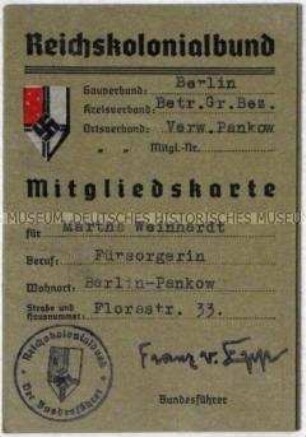 Reichskolonialbund
Gauverband: Berlin
Kreisverband: Betr.Gr.Bez.
Ortsverband: Verw.Pankow
" " Mitgl.-Nr.
Mitgliedskarte
MUSEUM DEUTSCHES HISTORISCHES MUSEUM
für Martha Weinhardt
Beruf: Fürsorgerin
Wohnort: Berlin-Pankow
Straße und
Hausnummer: Florastr. 33.
Reichskolonialbund
Der Bundesführer
Franz v. Epp
Bundesführer